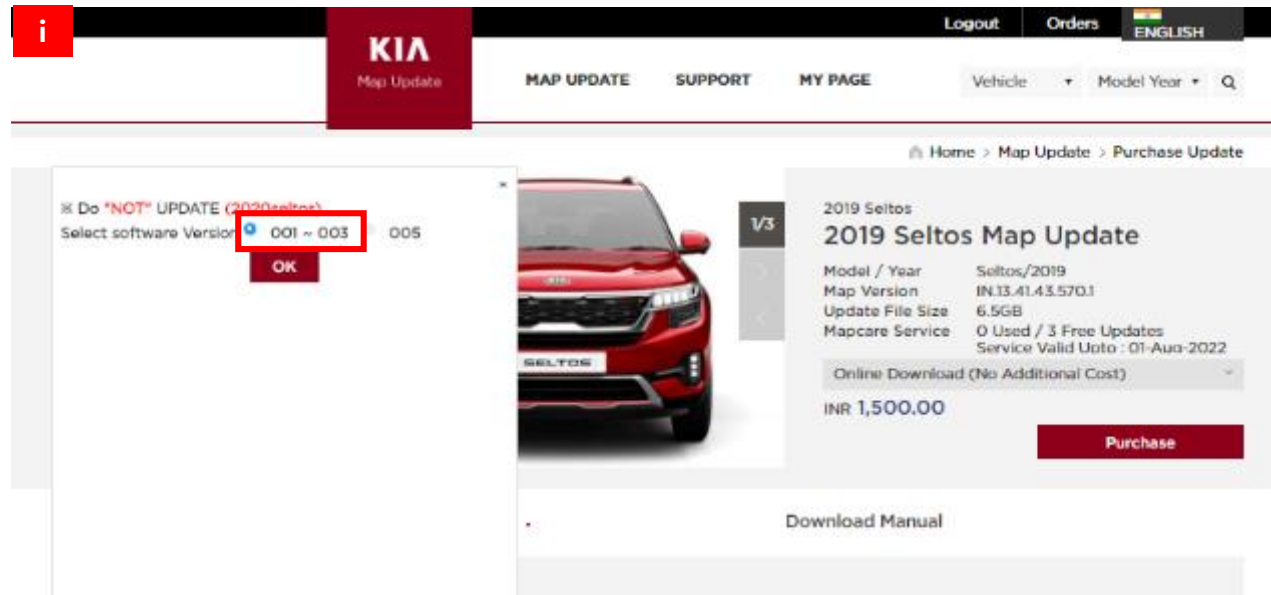 i
Logout Orders ENGLISH
KIA
Map Update
MAP UPDATE SUPPORT MY PAGE Vehicle Model Year
Home > Map Update > Purchase Update
×
※ Do "NOT" UPDATE (2020seltos)
Select software Version 001 ~ 003 005
OK
SELTOS
1/3
>
<
2019 Seltos
2019 Seltos Map Update
Model / Year Seltos/2019
Map Version IN.13.41.43.570.1
Update File Size 6.5GB
Mapcare Service 0 Used / 3 Free Updates
Service Valid Upto : 01-Aug-2022
Online Download (No Additional Cost)
INR 1,500.00
Purchase
Download Manual